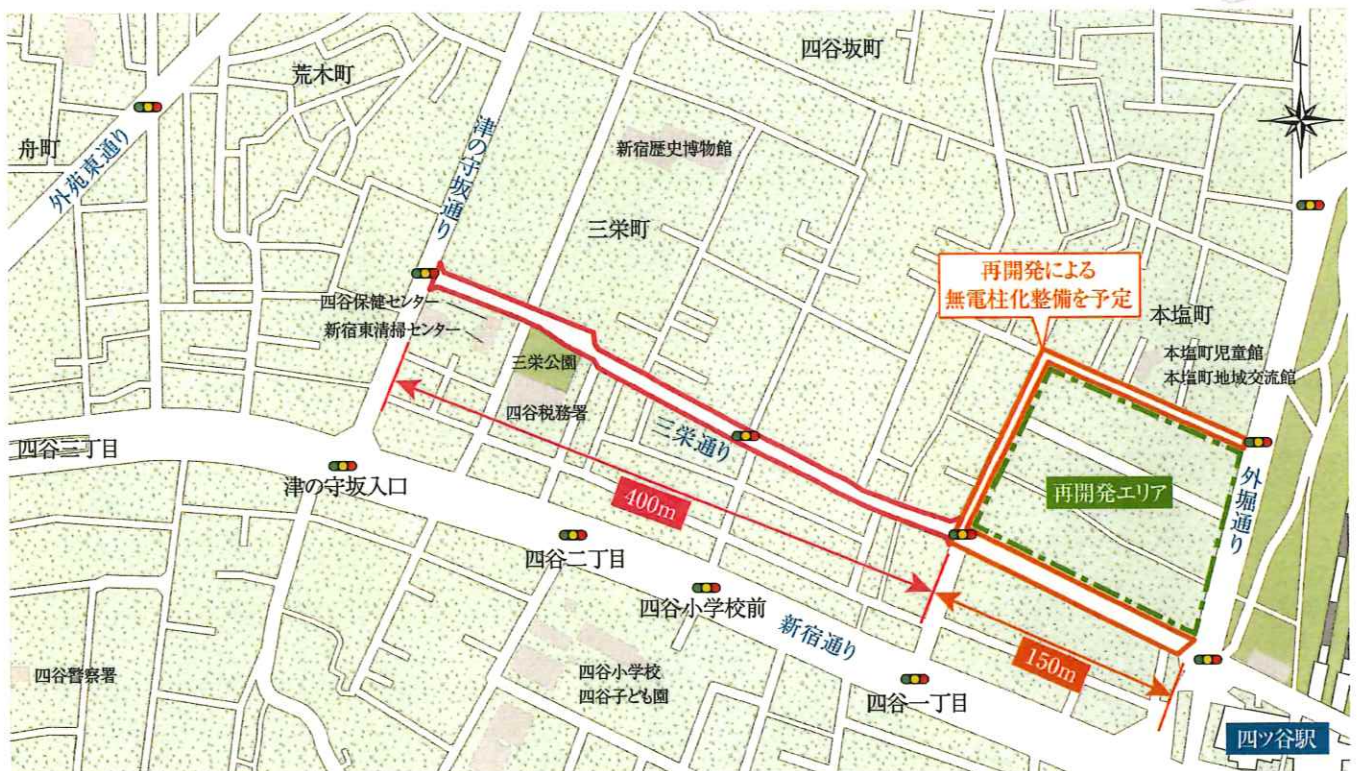 四谷坂町
荒木町
舟町
外苑東通り
津の守坂通り
新宿歴史博物館
三栄町
再開発による
無電柱化整備を予定
本塩町
四谷保健センター
新宿東清掃センター
本塩町児童館
本塩町地域交流館
三栄公園
四谷税務署
三栄通り
四谷三丁目
津の守坂入口
400m
再開発エリア
外堀通り
四谷二丁目
四谷小学校前
新宿通り
四谷警察署
四谷小学校
四谷子ども園
150m
四谷一丁目
四ツ谷駅